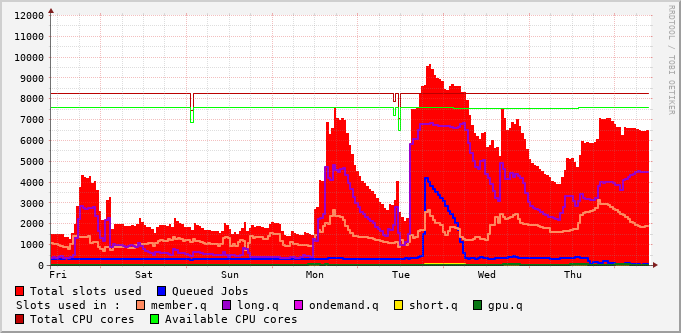 12000
11000
10000
9000
8000
7000
6000
5000
4000
3000
2000
1000
0
Fri Sat Sun Mon Tue Wed Thu
RRDTOOL / TOBI OETIKER
Total slots used Queued Jobs
Slots used in : member.q long.q ondemand.q short.q gpu.q
Total CPU cores Available CPU cores